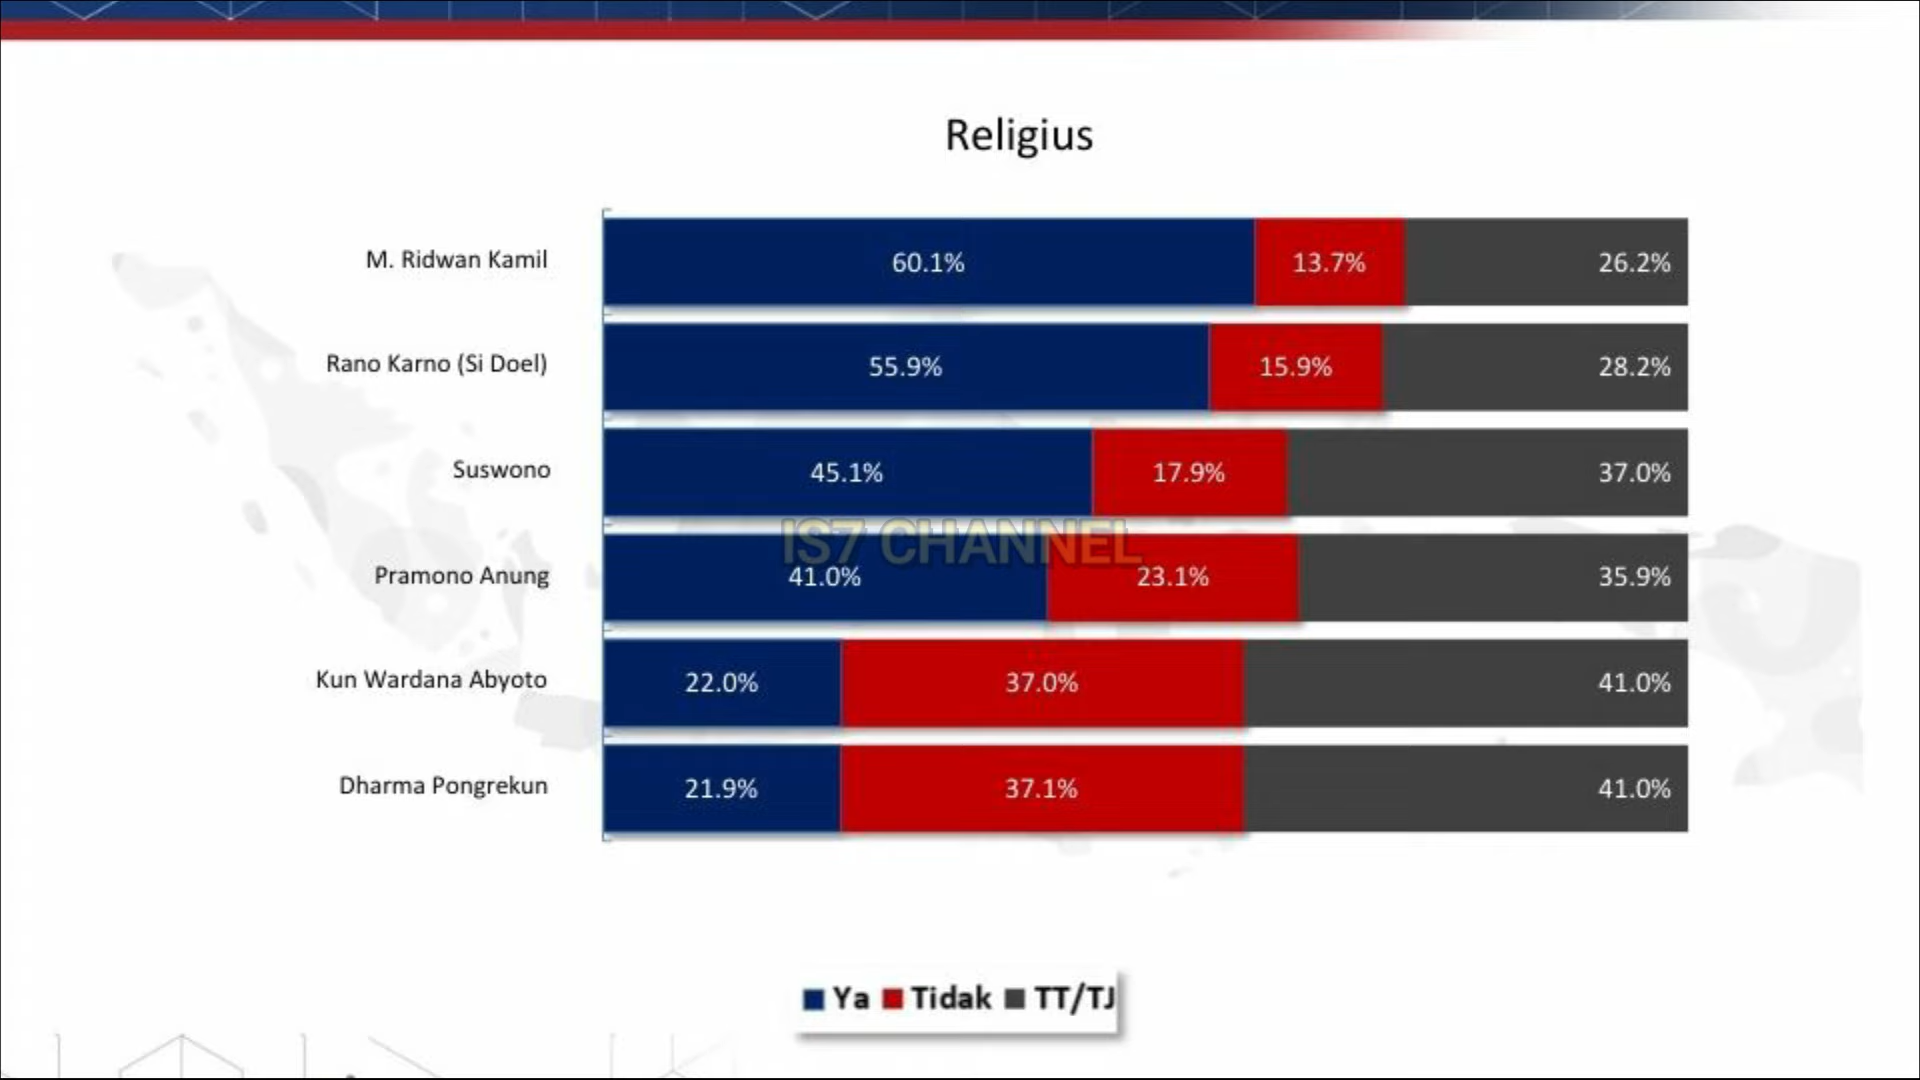 Religius
M. Ridwan Kamil 60.1% 13.7% 26.2%
Rano Karno (Si Doel) 55.9% 15.9% 28.2%
Suswono 45.1% 17.9% 37.0%
IS7 CHANNEL
Pramono Anung 41.0% 23.1% 35.9%
Kun Wardana Abyoto 22.0% 37.0% 41.0%
Dharma Pongrekun 21.9% 37.1% 41.0%
Ya Tidak TT/TJ